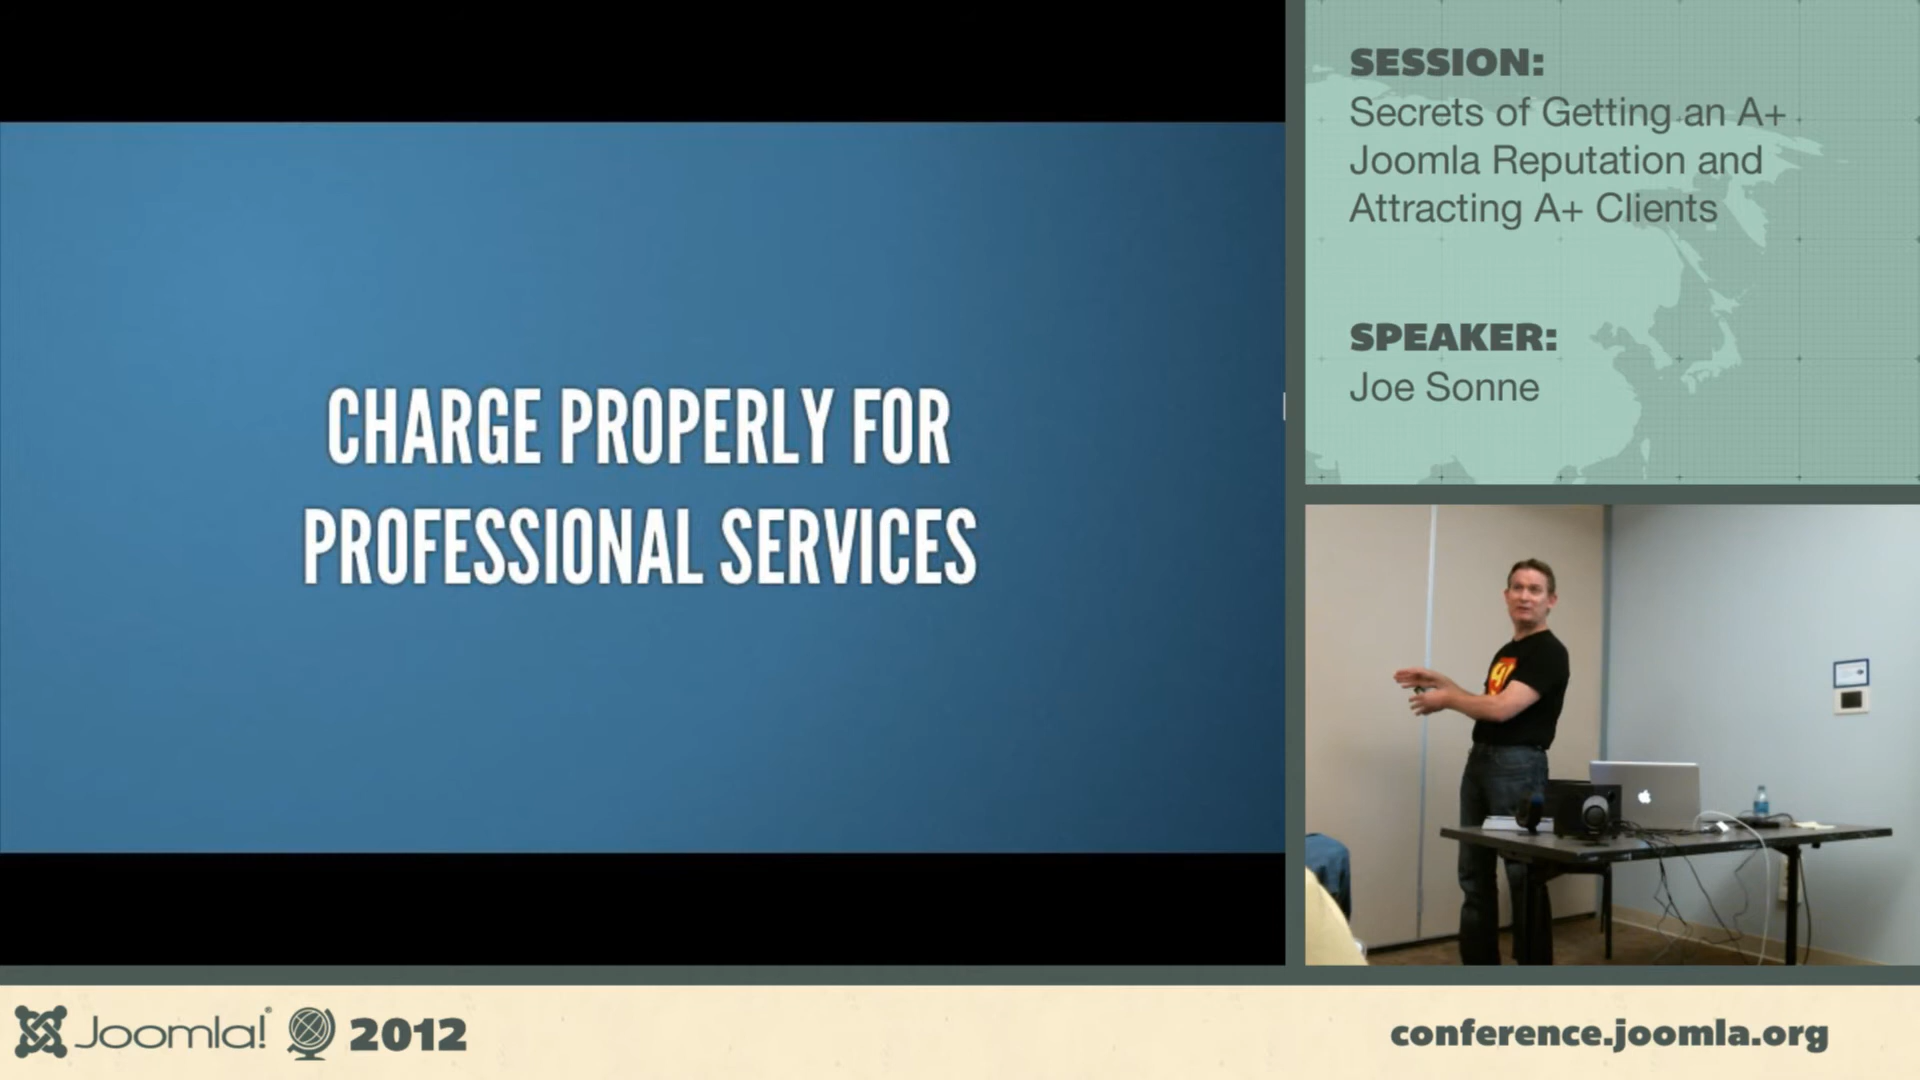 CHARGE PROPERLY FOR
PROFESSIONAL SERVICES
SESSION:
Secrets of Getting an A+
Joomla Reputation and
Attracting A+ Clients
SPEAKER:
Joe Sonne
Joomla!® 2012
conference.joomla.org